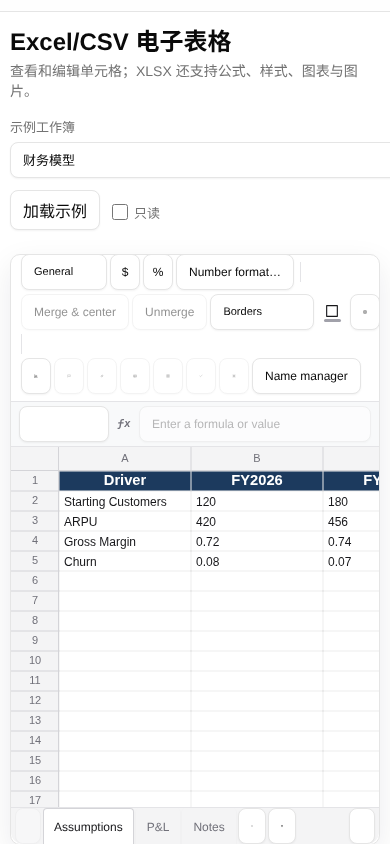 Excel/CSV 电子表格
查看和编辑单元格；XLSX 还支持公式、样式、图表与图
片。
示例工作簿
财务模型
加载示例 只读
General $ % Number format…
Merge & center Unmerge Borders
Name manager
ƒx Enter a formula or value
A B
1 Driver FY2026 FY
2 Starting Customers 120 180
3 ARPU 420 456
4 Gross Margin 0.72 0.74
5 Churn 0.08 0.07
6
7
8
9
10
11
12
13
14
15
16
17
Assumptions P&L Notes